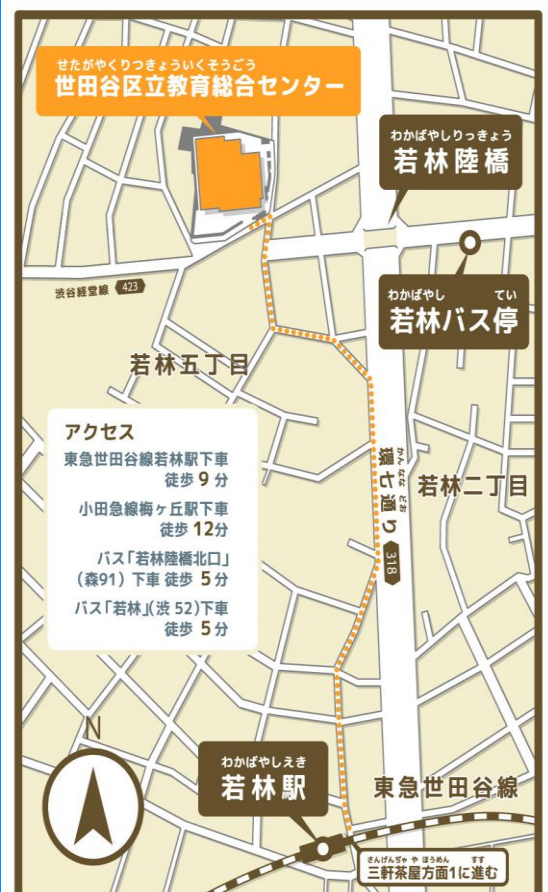 せたがやくりつきょういくそうごう
世田谷区立教育総合センター
わかばやしりっきょう
若林陸橋
わかばやし てい
若林バス停
渋谷経堂線 423
若林五丁目
アクセス
東急世田谷線若林駅下車
徒歩 9 分
小田急線梅ヶ丘駅下車
徒歩 12分
バス「若林陸橋北口」
(森91) 下車 徒歩 5分
バス「若林」(渋 52)下車
徒歩 5分
かん なな どお
環七通り
318
若林二丁目
N
わかばやしえき
若林駅
東急世田谷線
さんげんぢゃ や ほうめん すす
三軒茶屋方面1に進む